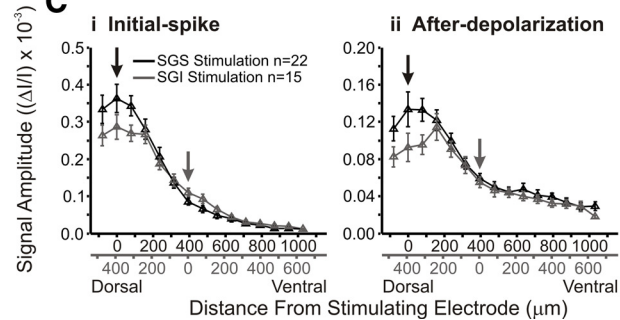 C
i Initial-spike
ii After-depolarization
SGS Stimulation n=22
SGI Stimulation n=15
Signal Amplitude ((ΔI/I) x 10⁻³)
0.5
0.4
0.3
0.2
0.1
0.0
0.20
0.16
0.12
0.08
0.04
0.00
0 200 400 600 800 1000
0 200 400 600 800 1000
400 200 0 200 400 600
400 200 0 200 400 600
Dorsal Ventral
Dorsal Ventral
Distance From Stimulating Electrode (μm)